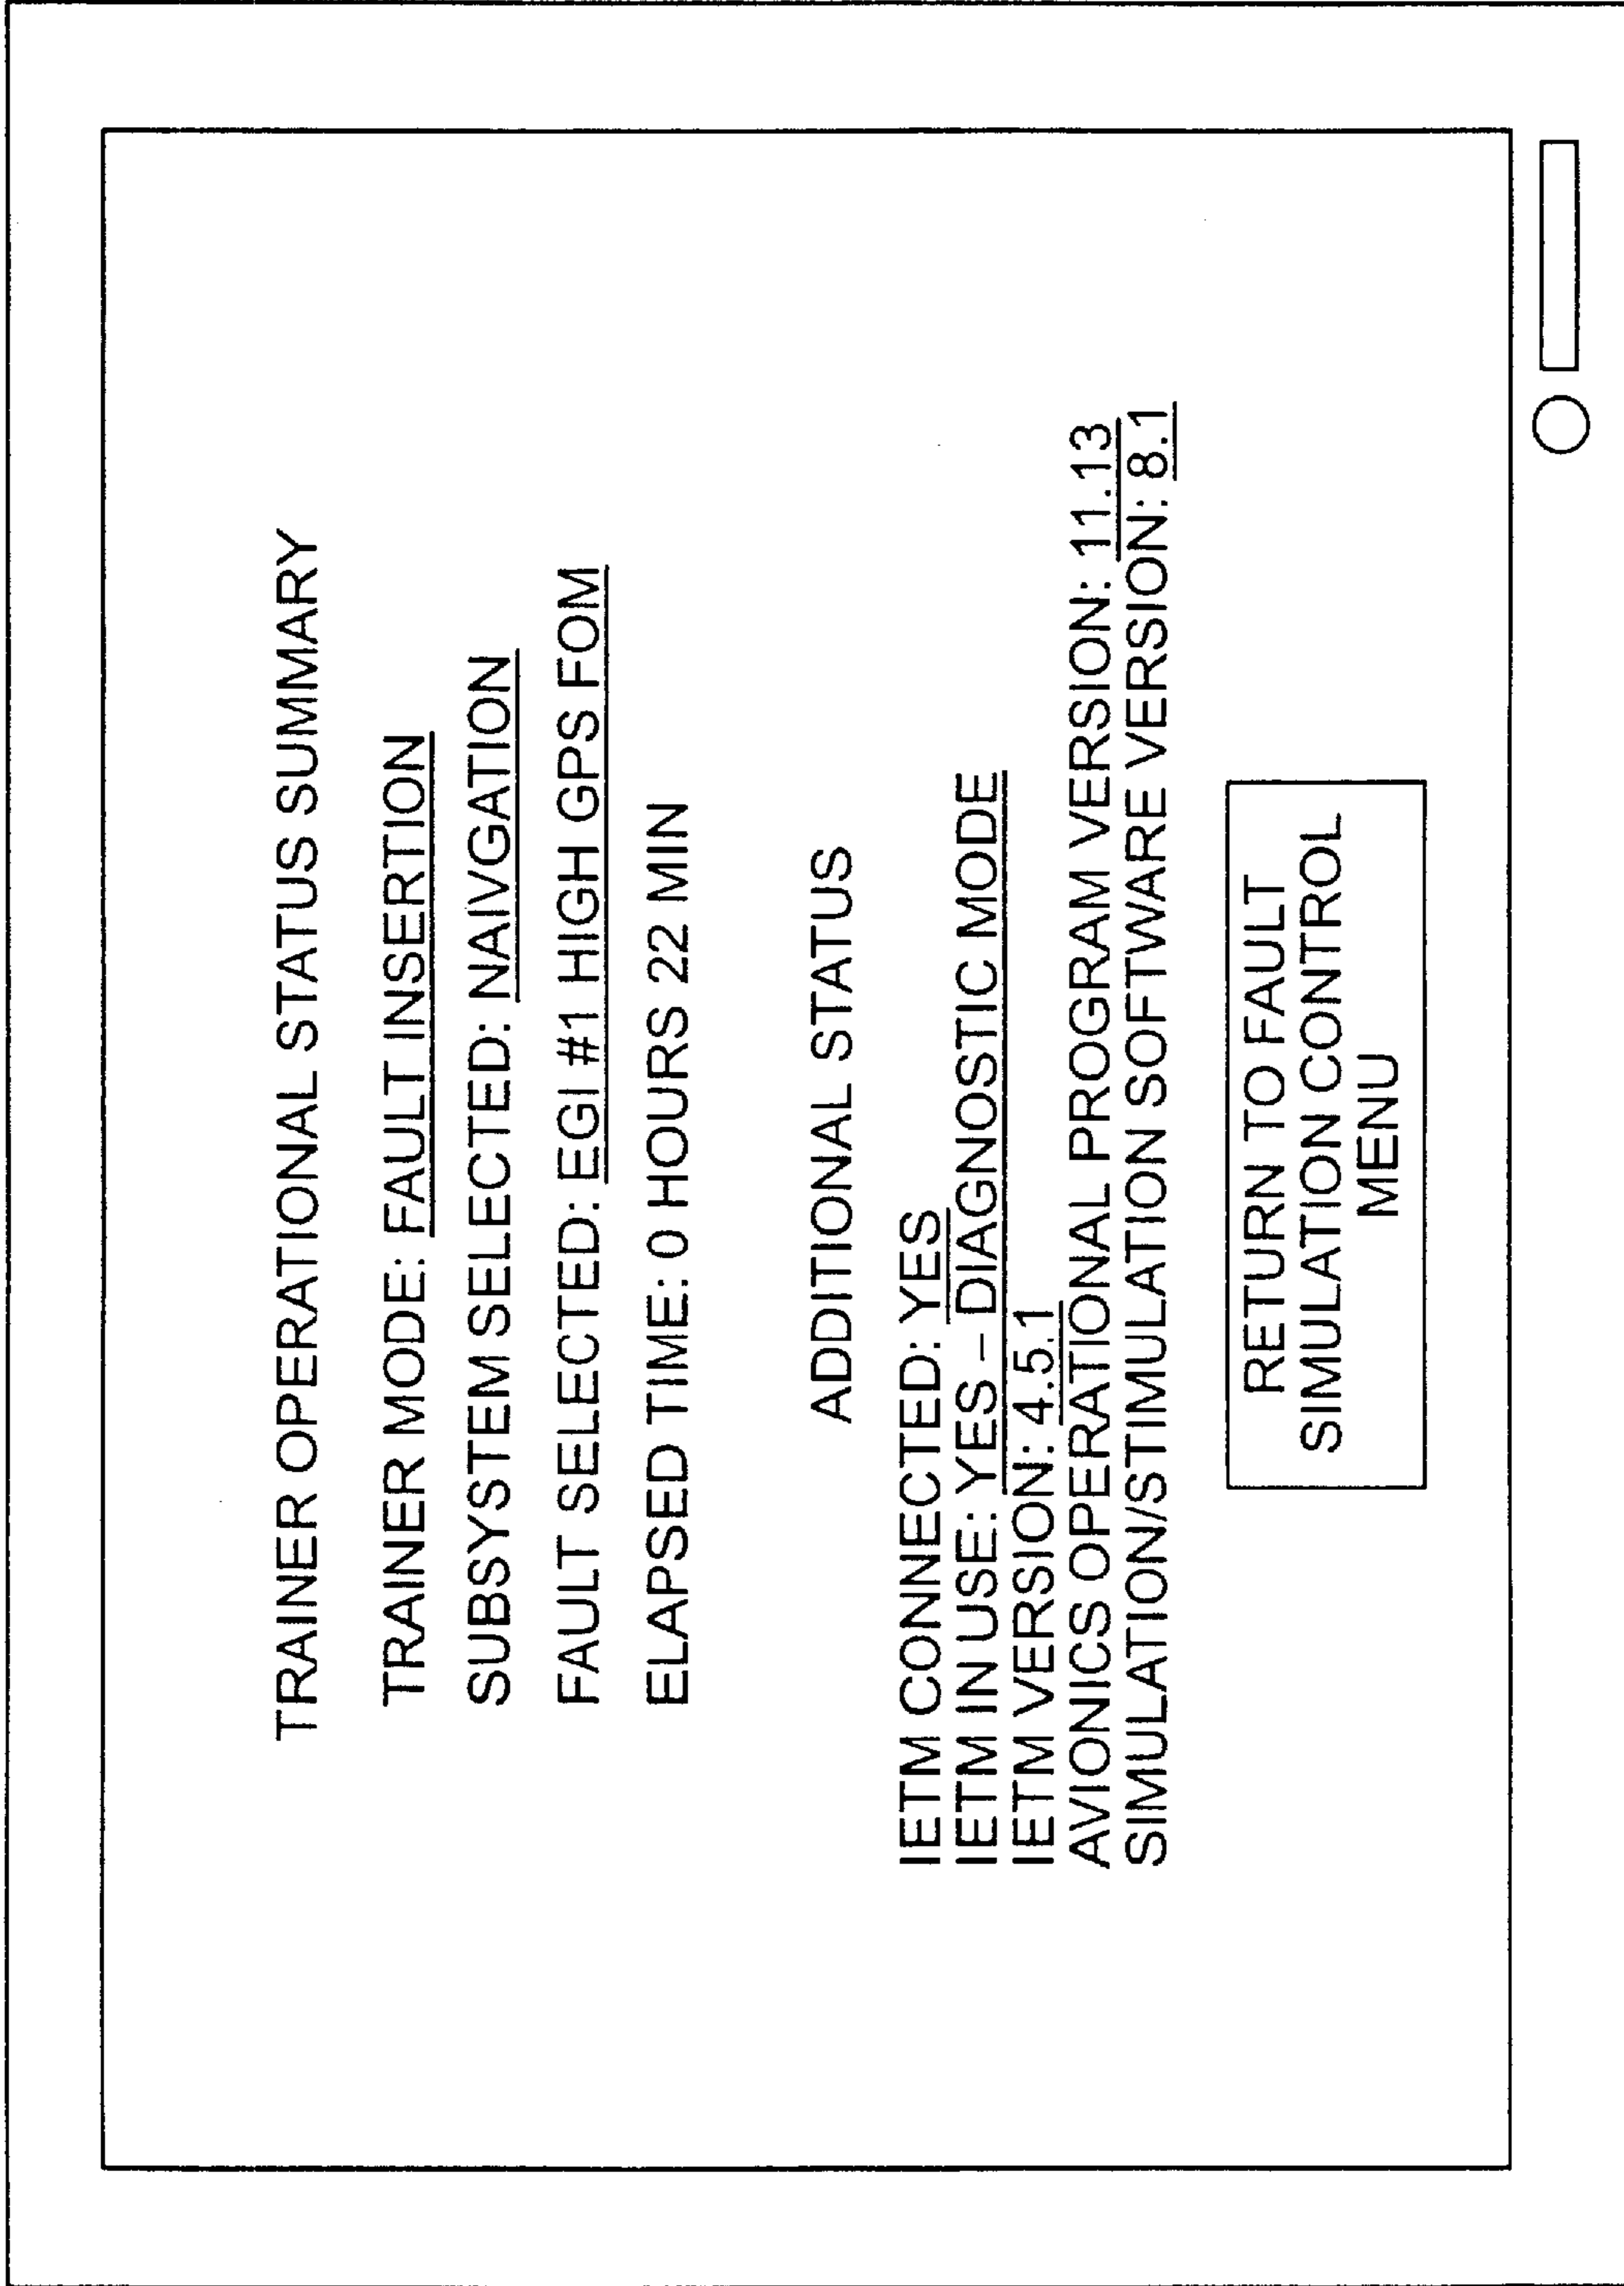 TRAINER OPERATIONAL STATUS SUMMARY
TRAINER MODE: FAULT INSERTION
SUBSYSTEM SELECTED: NAIVGATION
FAULT SELECTED: EGI #1 HIGH GPS FOM
ELAPSED TIME: 0 HOURS 22 MIN
ADDITIONAL STATUS
IETM CONNECTED: YES
IETM IN USE: YES – DIAGNOSTIC MODE
IETM VERSION: 4.5.1
AVIONICS OPERATIONAL PROGRAM VERSION: 11.13
SIMULATION/STIMULATION SOFTWARE VERSION: 8.1
RETURN TO FAULT
SIMULATION CONTROL
MENU